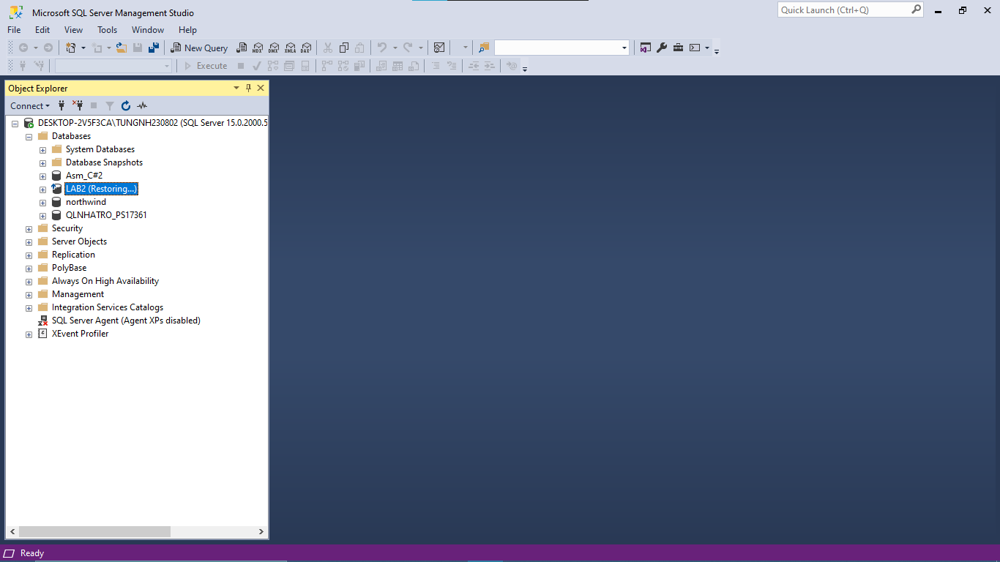 Microsoft SQL Server Management Studio
Quick Launch (Ctrl+Q)
File Edit View Tools Window Help
New Query MDX DMX XMLA DAX
Execute
Object Explorer
Connect
DESKTOP-2V5F3CA\TUNGNH230802 (SQL Server 15.0.2000.5
Databases
System Databases
Database Snapshots
Asm_C#2
LAB2 (Restoring...)
northwind
QLNHATRO_PS17361
Security
Server Objects
Replication
PolyBase
Always On High Availability
Management
Integration Services Catalogs
SQL Server Agent (Agent XPs disabled)
XEvent Profiler
Ready